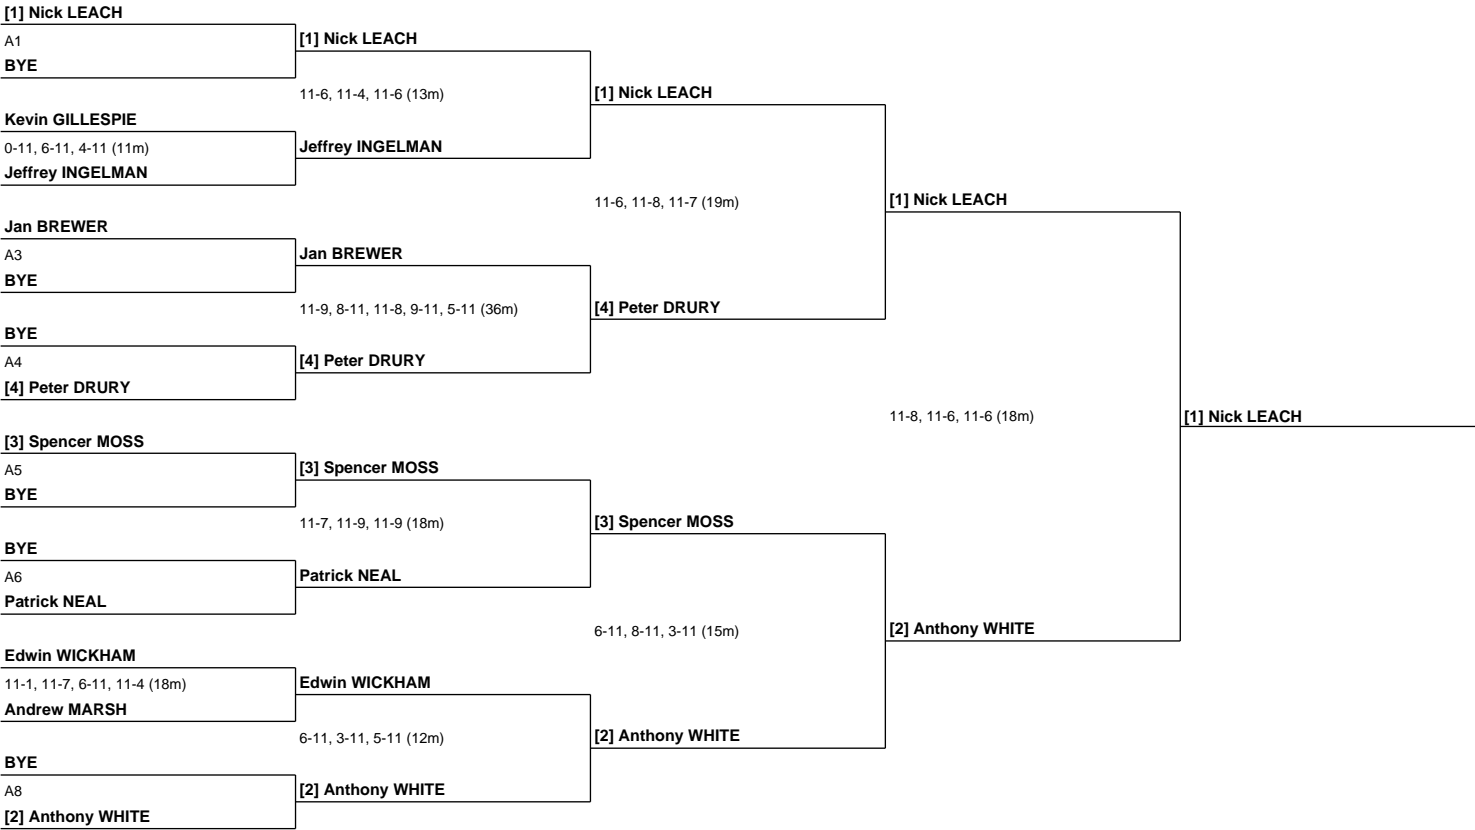 [1] Nick LEACH
A1
BYE
Kevin GILLESPIE
0-11, 6-11, 4-11 (11m)
Jeffrey INGELMAN
Jan BREWER
A3
BYE
BYE
A4
[4] Peter DRURY
[3] Spencer MOSS
A5
BYE
BYE
A6
Patrick NEAL
Edwin WICKHAM
11-1, 11-7, 6-11, 11-4 (18m)
Andrew MARSH
BYE
A8
[2] Anthony WHITE
[1] Nick LEACH
11-6, 11-4, 11-6 (13m)
Jeffrey INGELMAN
Jan BREWER
11-9, 8-11, 11-8, 9-11, 5-11 (36m)
[4] Peter DRURY
[3] Spencer MOSS
11-7, 11-9, 11-9 (18m)
Patrick NEAL
Edwin WICKHAM
6-11, 3-11, 5-11 (12m)
[2] Anthony WHITE
[1] Nick LEACH
11-6, 11-8, 11-7 (19m)
[4] Peter DRURY
[3] Spencer MOSS
6-11, 8-11, 3-11 (15m)
[2] Anthony WHITE
[1] Nick LEACH
11-8, 11-6, 11-6 (18m)
[2] Anthony WHITE
[1] Nick LEACH